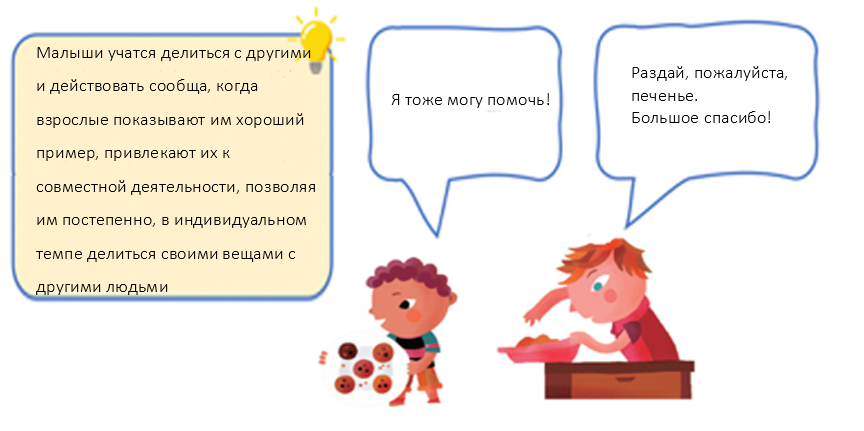 Малыши учатся делиться с другими
и действовать сообща, когда
взрослые показывают им хороший
пример, привлекают их к
совместной деятельности, позволяя
им постепенно, в индивидуальном
темпе делиться своими вещами с
другими людьми
Я тоже могу помочь!
Раздай, пожалуйста,
печенье.
Большое спасибо!